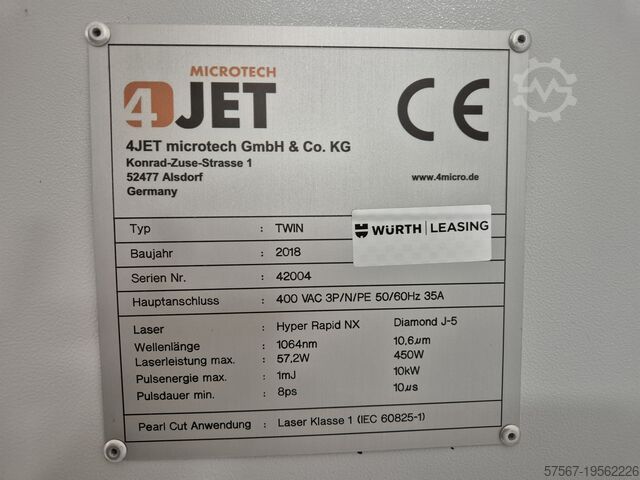 MICROTECH
4JET
CE
4JET microtech GmbH & Co. KG
Konrad-Zuse-Strasse 1
52477 Alsdorf
Germany
www.4micro.de
Typ : TWIN
WÜRTH | LEASING
Baujahr : 2018
Serien Nr. : 42004
Hauptanschluss : 400 VAC 3P/N/PE 50/60Hz 35A
Laser : Hyper Rapid NX Diamond J-5
Wellenlänge : 1064nm 10,6µm
Laserleistung max. : 57,2W 450W
Pulsenergie max. : 1mJ 10kW
Pulsdauer min. : 8ps 10µs
Pearl Cut Anwendung : Laser Klasse 1 (IEC 60825-1)
57567-19562226